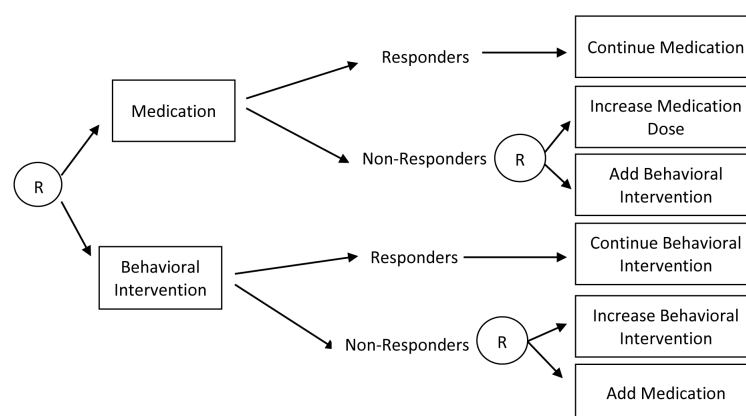 Responders
Continue Medication
Medication
Increase Medication
Dose
Non-Responders
R
Add Behavioral
Intervention
R
Behavioral
Intervention
Responders
Continue Behavioral
Intervention
Non-Responders
R
Increase Behavioral
Intervention
Add Medication